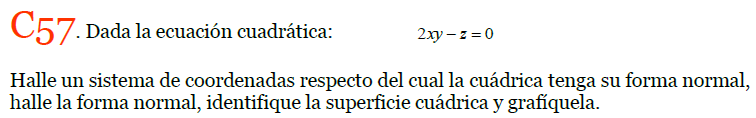 C57. Dada la ecuación cuadrática: 2xy − z = 0
Halle un sistema de coordenadas respecto del cual la cuádrica tenga su forma normal,
halle la forma normal, identifique la superficie cuádrica y grafíquela.